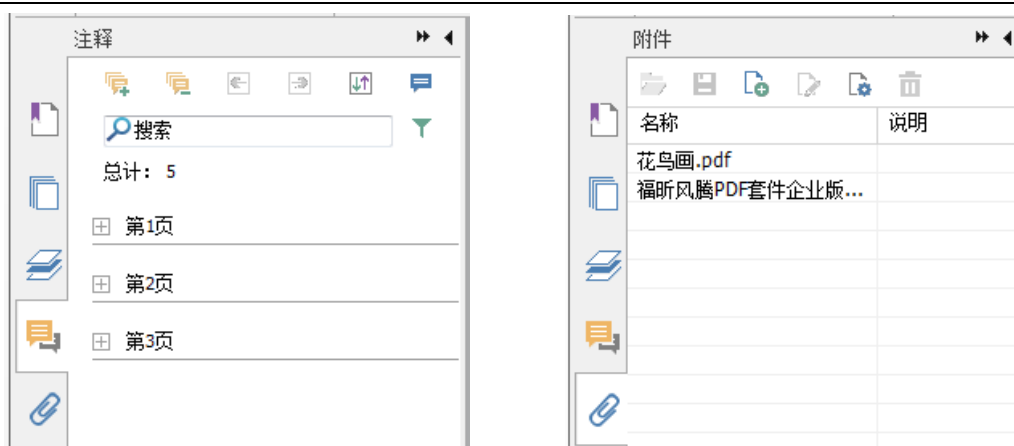 注释
搜索
总计: 5
第1页
第2页
第3页
附件
名称 说明
花鸟画.pdf
福昕风腾PDF套件企业版...